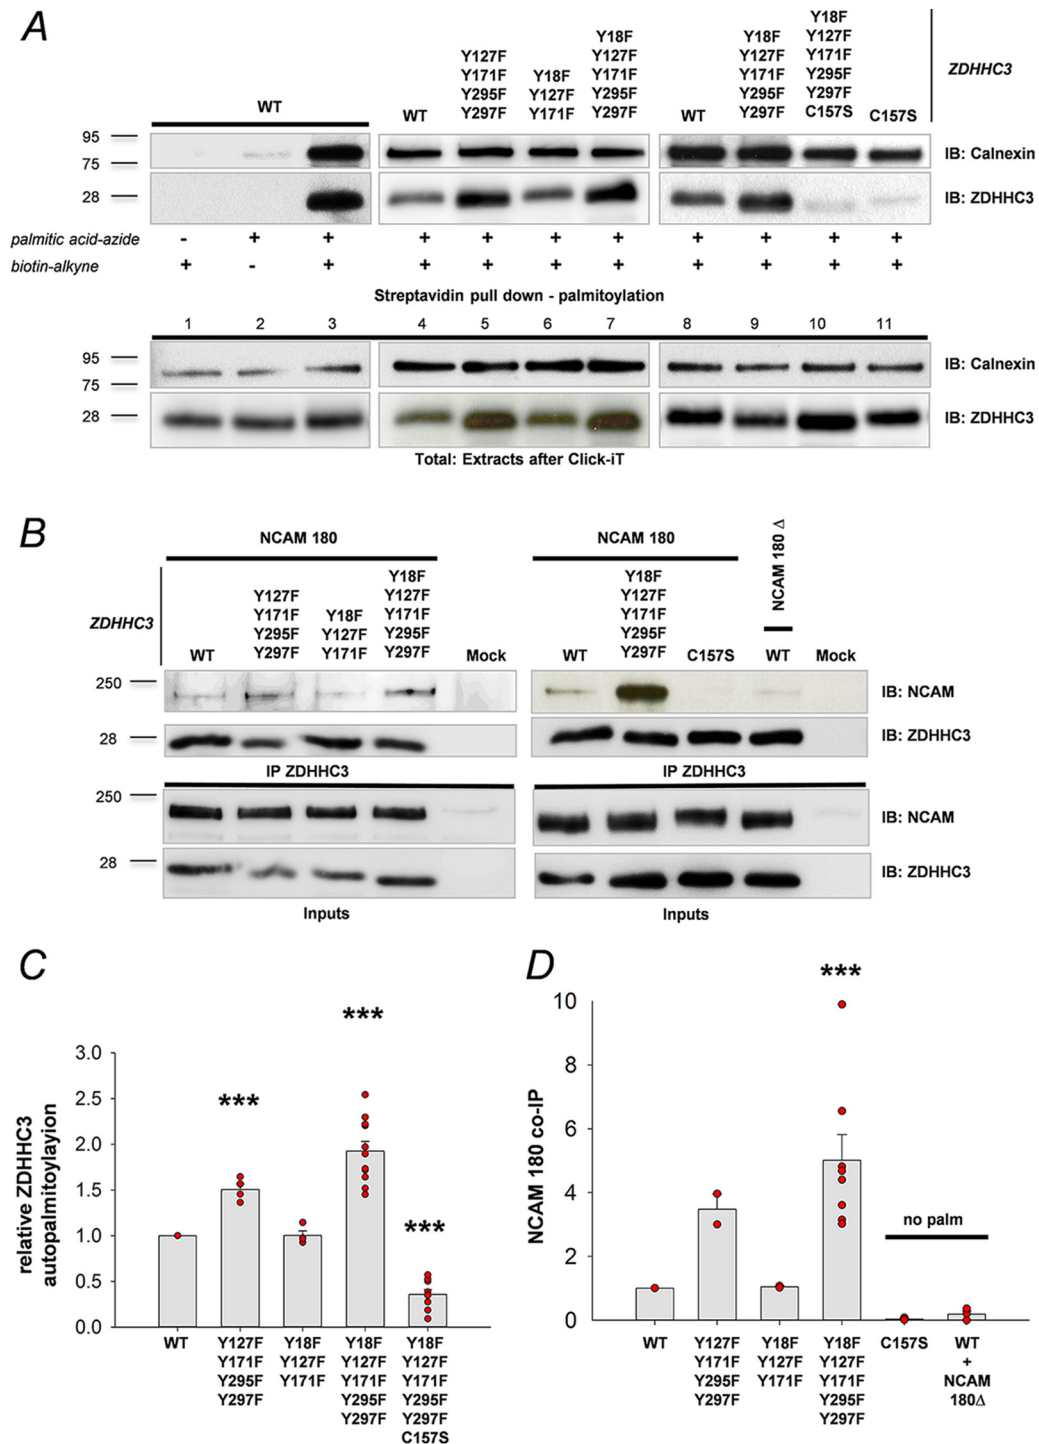 A
WT
WT
Y127F
Y171F
Y295F
Y297F
Y18F
Y127F
Y171F
Y18F
Y127F
Y171F
Y295F
Y297F
WT
Y18F
Y127F
Y171F
Y295F
Y297F
Y18F
Y127F
Y171F
Y295F
Y297F
C157S
C157S
ZDHHC3
95
75
IB: Calnexin
28
IB: ZDHHC3
palmitic acid-azide - + + + + + + + + + +
biotin-alkyne + - + + + + + + + + +
Streptavidin pull down - palmitoylation
1 2 3 4 5 6 7 8 9 10 11
95
75
IB: Calnexin
28
IB: ZDHHC3
Total: Extracts after Click-iT
B
NCAM 180
ZDHHC3
WT
Y127F
Y171F
Y295F
Y297F
Y18F
Y127F
Y171F
Y18F
Y127F
Y171F
Y295F
Y297F
Mock
NCAM 180
WT
Y18F
Y127F
Y171F
Y295F
Y297F
C157S
NCAM 180 Δ
WT
Mock
250
IB: NCAM
28
IB: ZDHHC3
IP ZDHHC3
IP ZDHHC3
250
IB: NCAM
28
IB: ZDHHC3
Inputs
Inputs
C
relative ZDHHC3
autopalmitoylayion
3.0
2.0
1.5
1.0
0.5
0.0
***
***
***
WT
Y127F
Y171F
Y295F
Y297F
Y18F
Y127F
Y171F
Y18F
Y127F
Y171F
Y295F
Y297F
Y18F
Y127F
Y171F
Y295F
Y297F
C157S
D
NCAM 180 co-IP
10
8
6
4
2
0
***
no palm
WT
Y127F
Y171F
Y295F
Y297F
Y18F
Y127F
Y171F
Y18F
Y127F
Y171F
Y295F
Y297F
C157S
WT
+
NCAM
180Δ